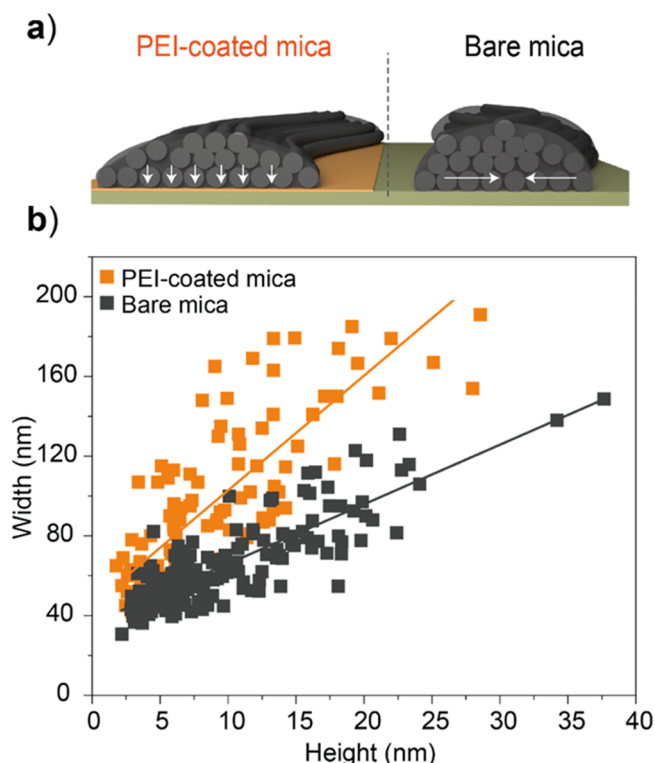 a)
PEI-coated mica
Bare mica
b)
PEI-coated mica
Bare mica
200
160
120
80
40
0
Width (nm)
0 5 10 15 20 25 30 35 40
Height (nm)